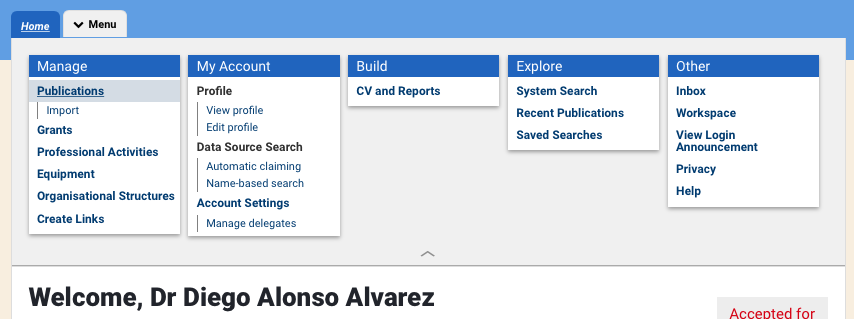 Home
Menu
Manage
Publications
Import
Grants
Professional Activities
Equipment
Organisational Structures
Create Links
My Account
Profile
View profile
Edit profile
Data Source Search
Automatic claiming
Name-based search
Account Settings
Manage delegates
Build
CV and Reports
Explore
System Search
Recent Publications
Saved Searches
Other
Inbox
Workspace
View Login
Announcement
Privacy
Help
Welcome, Dr Diego Alonso Alvarez
Accepted for